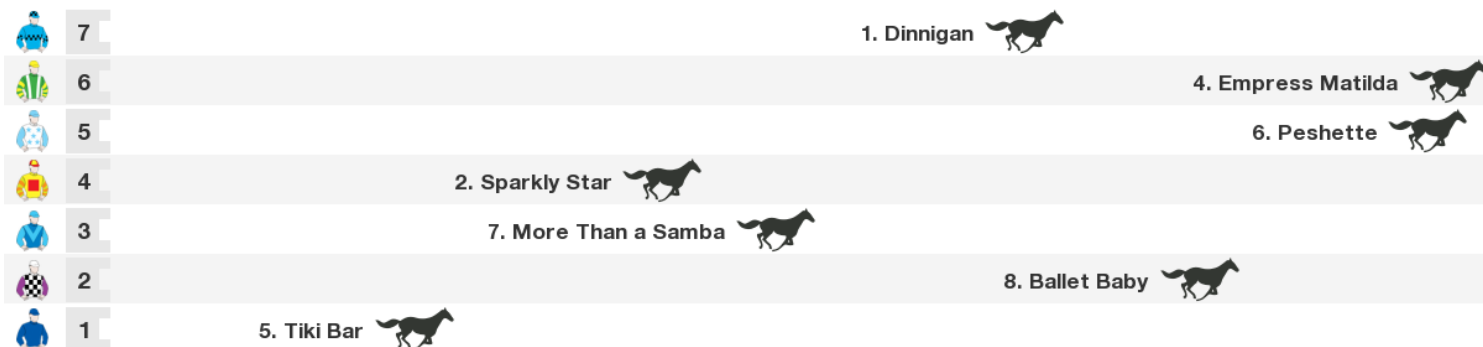 7 1. Dinnigan
6 4. Empress Matilda
5 6. Peshette
4 2. Sparkly Star
3 7. More Than a Samba
2 8. Ballet Baby
1 5. Tiki Bar